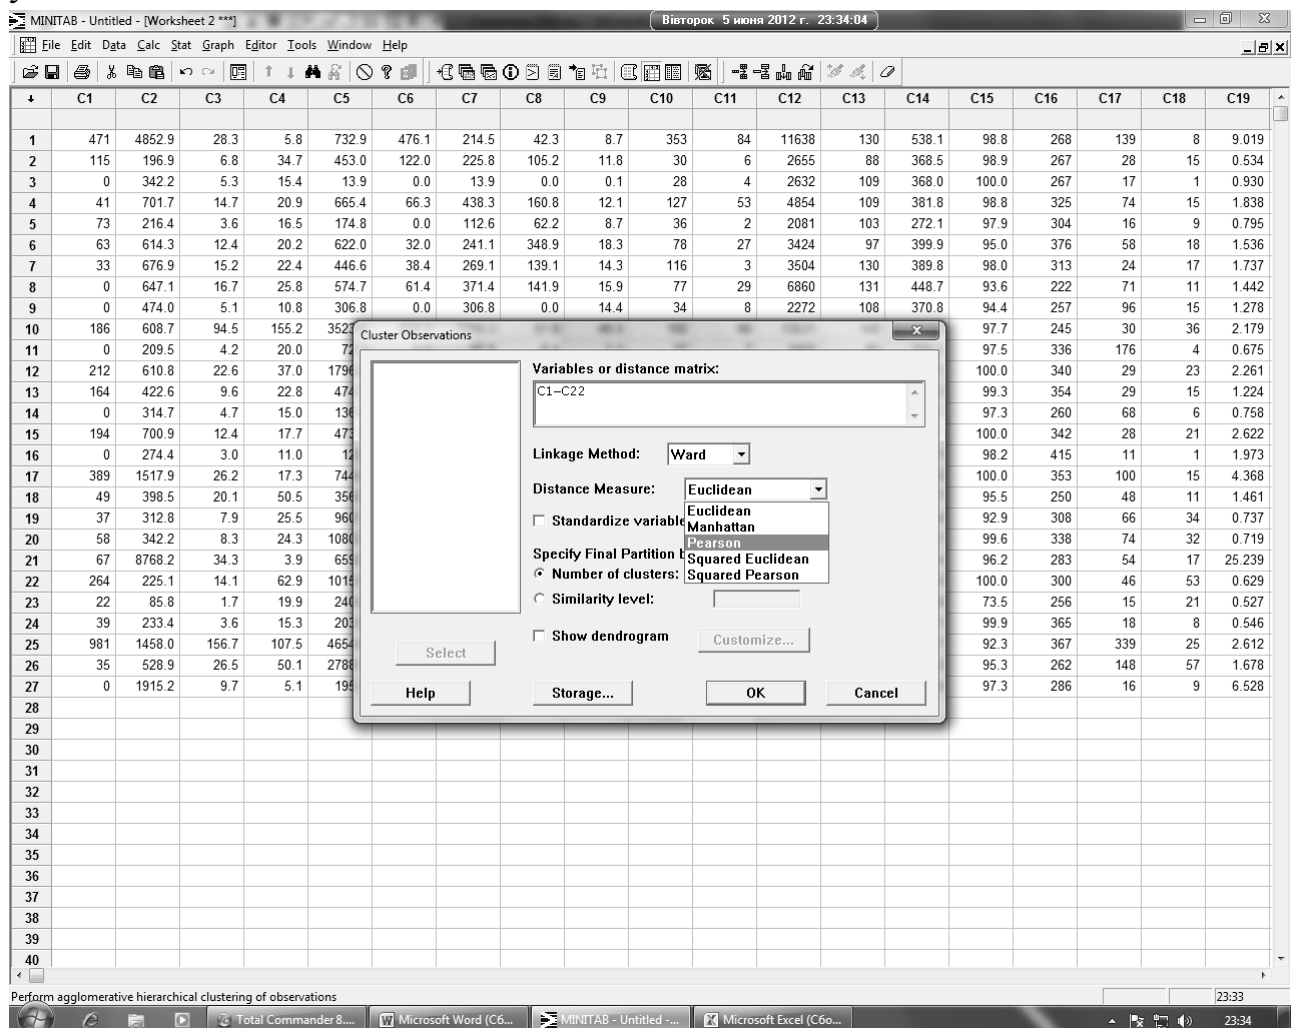 MINITAB - Untitled - [Worksheet 2 ***]
Вівторок 5 июня 2012 г. 23:34:04
File Edit Data Calc Stat Graph Editor Tools Window Help
C1 C2 C3 C4 C5 C6 C7 C8 C9 C10 C11 C12 C13 C14 C15 C16 C17 C18 C19
1 471 4852.9 28.3 5.8 732.9 476.1 214.5 42.3 8.7 353 84 11638 130 538.1 98.8 268 139 8 9.019
2 115 196.9 6.8 34.7 453.0 122.0 225.8 105.2 11.8 30 6 2655 88 368.5 98.9 267 28 15 0.534
3 0 342.2 5.3 15.4 13.9 0.0 13.9 0.0 0.1 28 4 2632 109 368.0 100.0 267 17 1 0.930
4 41 701.7 14.7 20.9 665.4 66.3 438.3 160.8 12.1 127 53 4854 109 381.8 98.8 325 74 15 1.838
5 73 216.4 3.6 16.5 174.8 0.0 112.6 62.2 8.7 36 2 2081 103 272.1 97.9 304 16 9 0.795
6 63 614.3 12.4 20.2 622.0 32.0 241.1 348.9 18.3 78 27 3424 97 399.9 95.0 376 58 18 1.536
7 33 676.9 15.2 22.4 446.6 38.4 269.1 139.1 14.3 116 3 3504 130 389.8 98.0 313 24 17 1.737
8 0 647.1 16.7 25.8 574.7 61.4 371.4 141.9 15.9 77 29 6860 131 448.7 93.6 222 71 11 1.442
9 0 474.0 5.1 10.8 306.8 0.0 306.8 0.0 14.4 34 8 2272 108 370.8 94.4 257 96 15 1.278
10 186 608.7 94.5 155.2 3523 97.7 245 30 36 2.179
11 0 209.5 4.2 20.0 72 97.5 336 176 4 0.675
12 212 610.8 22.6 37.0 1796 100.0 340 29 23 2.261
13 164 422.6 9.6 22.8 474 99.3 354 29 15 1.224
14 0 314.7 4.7 15.0 136 97.3 260 68 6 0.758
15 194 700.9 12.4 17.7 473 100.0 342 28 21 2.622
16 0 274.4 3.0 11.0 12 98.2 415 11 1 1.973
17 389 1517.9 26.2 17.3 744 100.0 353 100 15 4.368
18 49 398.5 20.1 50.5 356 95.5 250 48 11 1.461
19 37 312.8 7.9 25.5 960 92.9 308 66 34 0.737
20 58 342.2 8.3 24.3 1080 99.6 338 74 32 0.719
21 67 8768.2 34.3 3.9 659 96.2 283 54 17 25.239
22 264 225.1 14.1 62.9 1015 100.0 300 46 53 0.629
23 22 85.8 1.7 19.9 240 73.5 256 15 21 0.527
24 39 233.4 3.6 15.3 203 99.9 365 18 8 0.546
25 981 1458.0 156.7 107.5 4654 92.3 367 339 25 2.612
26 35 528.9 26.5 50.1 2788 95.3 262 148 57 1.678
27 0 1915.2 9.7 5.1 195 97.3 286 16 9 6.528
28
29
30
31
32
33
34
35
36
37
38
39
40
Cluster Observations
Variables or distance matrix:
C1-C22
Linkage Method: Ward
Distance Measure: Euclidean
Euclidean
Manhattan
Pearson
Squared Euclidean
Squared Pearson
Standardize variable
Specify Final Partition b
Number of clusters:
Similarity level:
Show dendrogram Customize...
Select
Help Storage... OK Cancel
Perform agglomerative hierarchical clustering of observations 23:33
Total Commander 8.... Microsoft Word (C6... MINITAB - Untitled -... Microsoft Excel (C6o... 23:34